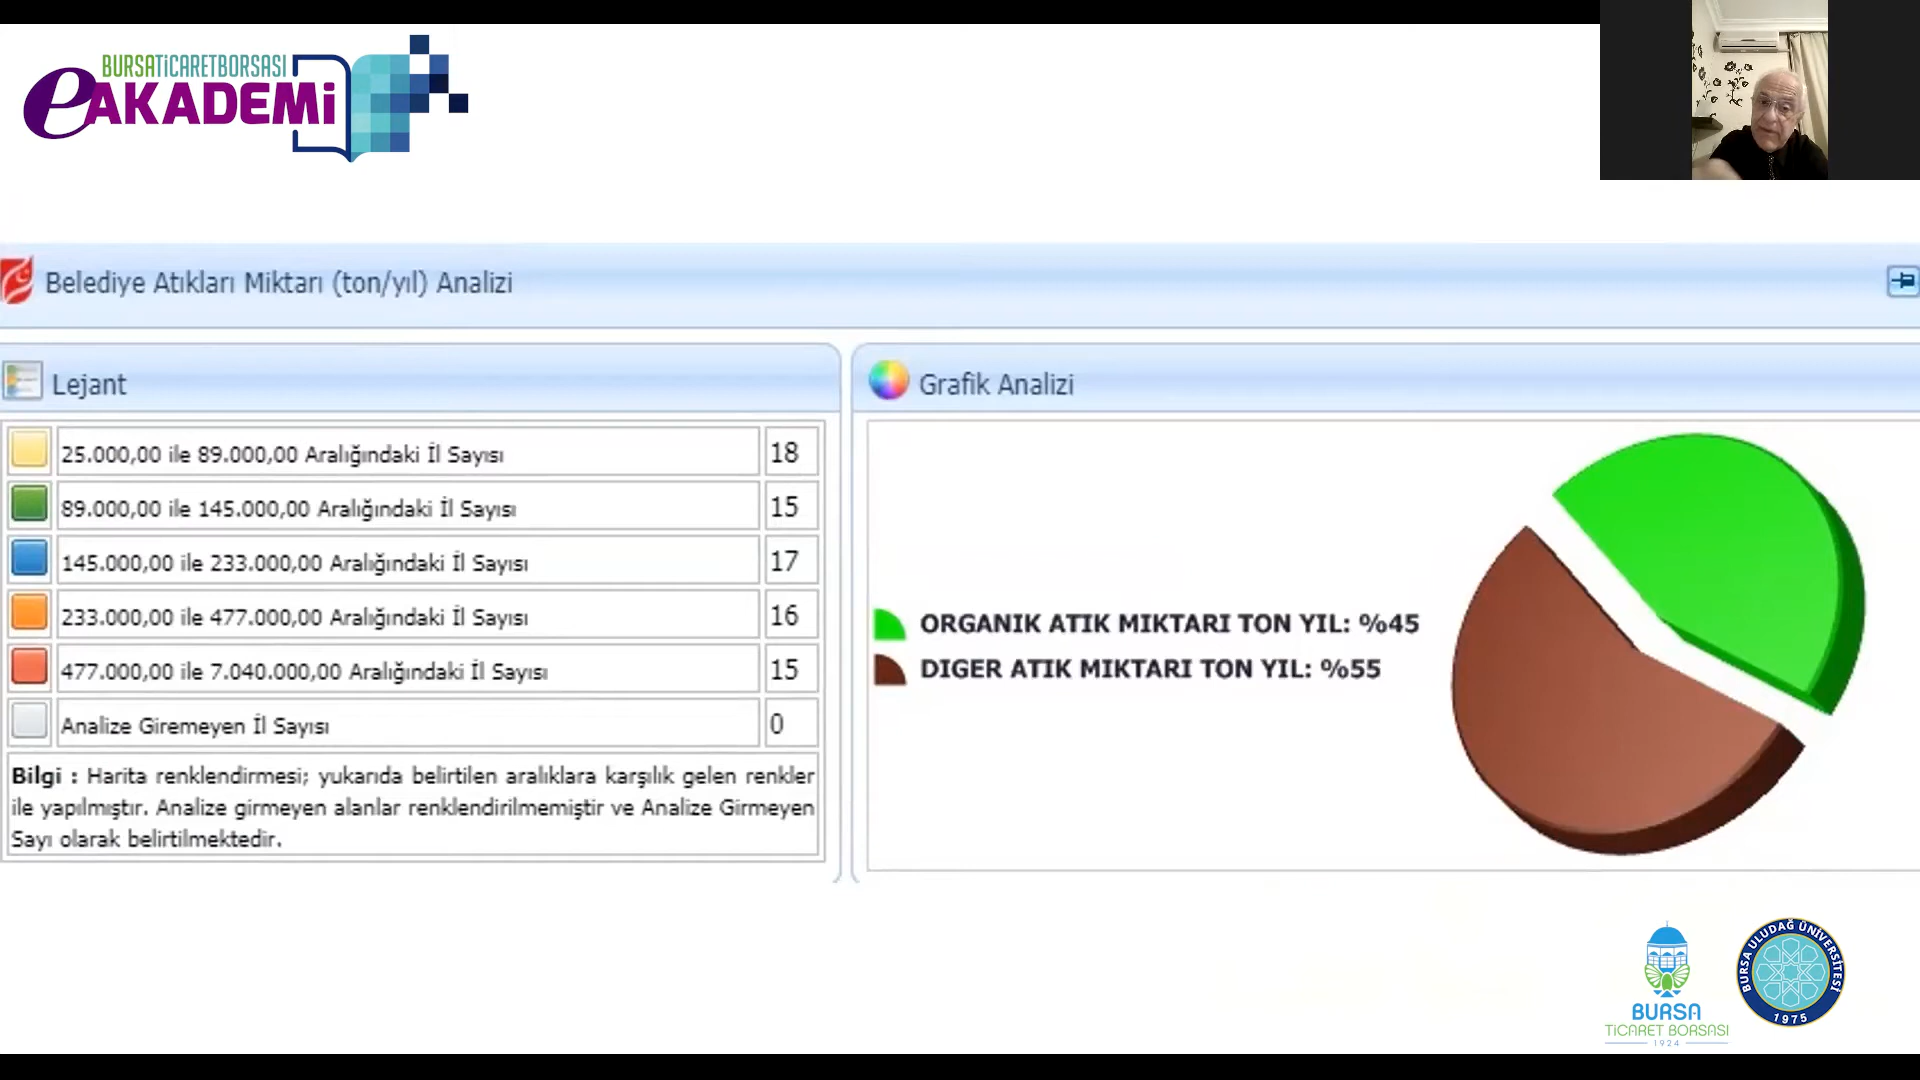 BURSATİCARETBORSASI
eAKADEMİ
Belediye Atıkları Miktarı (ton/yıl) Analizi
Lejant
25.000,00 ile 89.000,00 Aralığındaki İl Sayısı 18
89.000,00 ile 145.000,00 Aralığındaki İl Sayısı 15
145.000,00 ile 233.000,00 Aralığındaki İl Sayısı 17
233.000,00 ile 477.000,00 Aralığındaki İl Sayısı 16
477.000,00 ile 7.040.000,00 Aralığındaki İl Sayısı 15
Analize Giremeyen İl Sayısı 0
Bilgi : Harita renklendirmesi; yukarıda belirtilen aralıklara karşılık gelen renkler
ile yapılmıştır. Analize girmeyen alanlar renklendirilmemiştir ve Analize Girmeyen
Sayı olarak belirtilmektedir.
Grafik Analizi
ORGANIK ATIK MIKTARI TON YIL: %45
DIGER ATIK MIKTARI TON YIL: %55
BURSA
TİCARET BORSASI
1924
BURSA ULUDAĞ ÜNİVERSİTESİ
1975